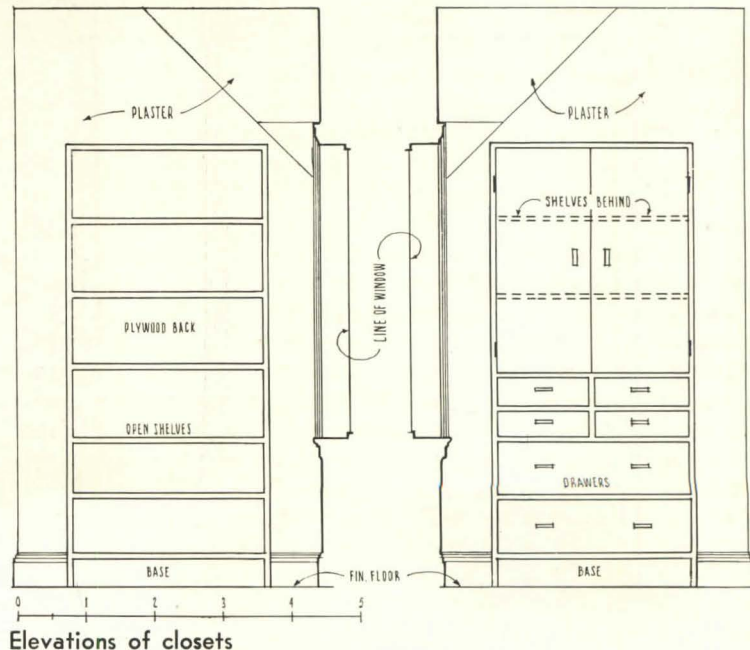 PLASTER
PLYWOOD BACK
OPEN SHELVES
BASE
LINE OF WINDOW
FIN. FLOOR
PLASTER
SHELVES BEHIND
DRAWERS
BASE
0 1 2 3 4 5
Elevations of closets